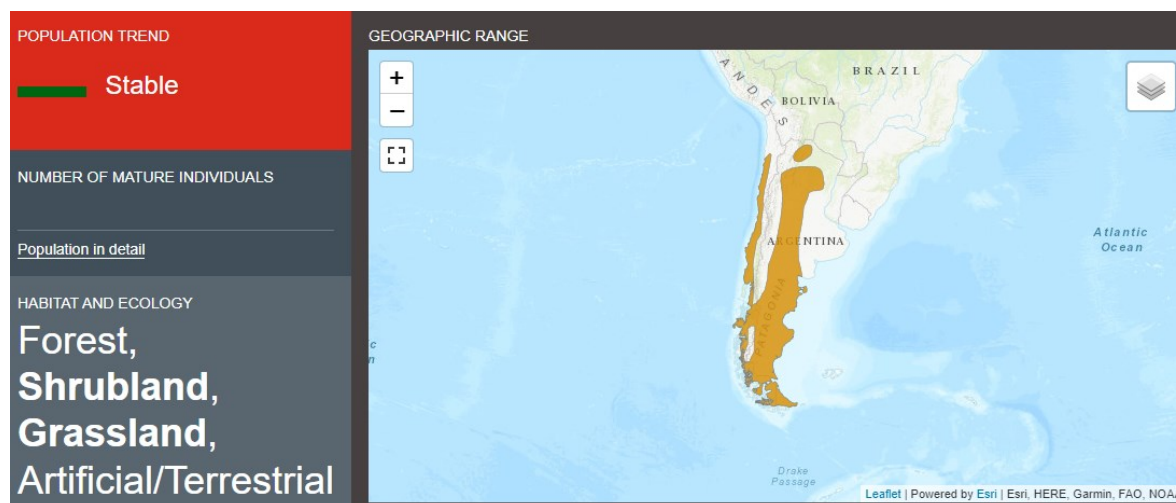 POPULATION TREND
Stable
NUMBER OF MATURE INDIVIDUALS
Population in detail
HABITAT AND ECOLOGY
Forest,
Shrubland,
Grassland,
Artificial/Terrestrial
GEOGRAPHIC RANGE
+
−
ANDES
BRAZIL
BOLIVIA
ARGENTINA
PATAGONIA
Atlantic
Ocean
Drake
Passage
Leaflet | Powered by Esri | Esri, HERE, Garmin, FAO, NOA